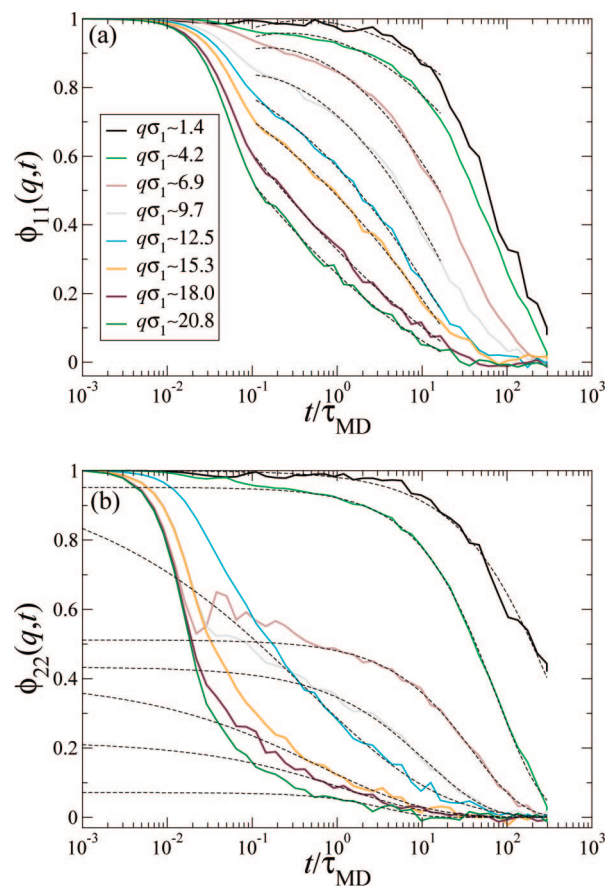 (a)
1
0.8
0.6
0.4
0.2
0
ϕ₁₁(q,t)
qσ₁~1.4
qσ₁~4.2
qσ₁~6.9
qσ₁~9.7
qσ₁~12.5
qσ₁~15.3
qσ₁~18.0
qσ₁~20.8
10⁻³ 10⁻² 10⁻¹ 10⁰ 10¹ 10²
t/τMD
(b)
1
0.8
0.6
0.4
0.2
0
ϕ₂₂(q,t)
10⁻³ 10⁻² 10⁻¹ 10⁰ 10¹ 10²
t/τMD